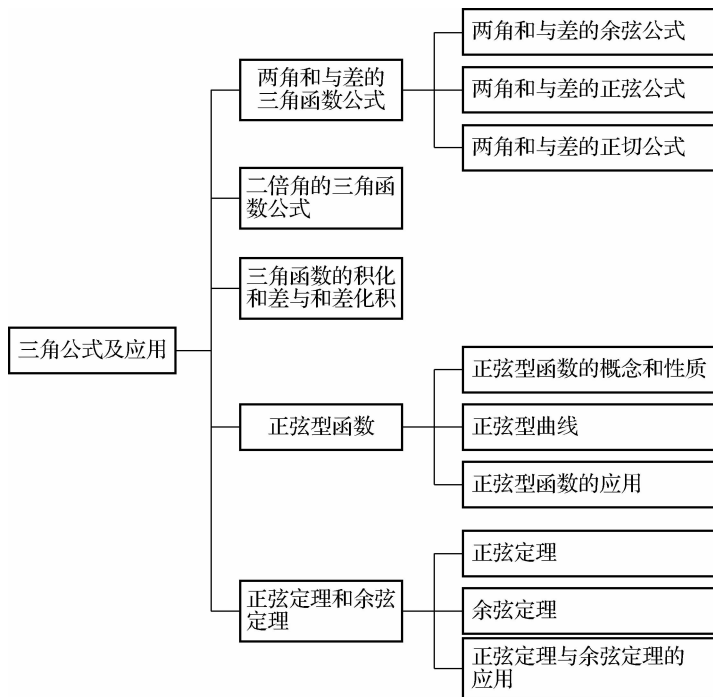 三角公式及应用
两角和与差的
三角函数公式
两角和与差的余弦公式
两角和与差的正弦公式
两角和与差的正切公式
二倍角的三角函
数公式
三角函数的积化
和差与和差化积
正弦型函数
正弦型函数的概念和性质
正弦型曲线
正弦型函数的应用
正弦定理和余弦
定理
正弦定理
余弦定理
正弦定理与余弦定理的
应用